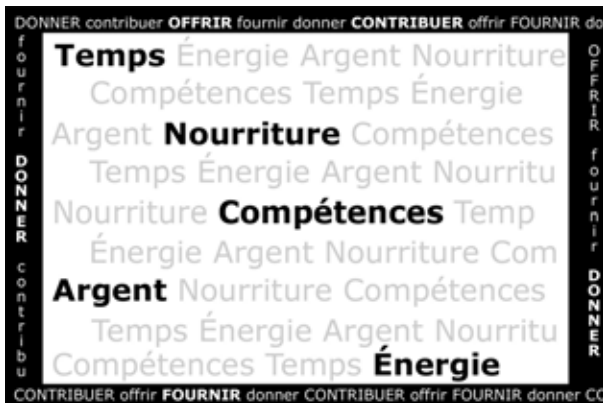 DONNER contribuer OFFRIR fournir donner CONTRIBUER offrir FOURNIR do
fournir DONNER contribu
Temps Énergie Argent Nourriture
Compétences Temps Énergie
Argent Nourriture Compétences
Temps Énergie Argent Nourritu
Nourriture Compétences Temp
Énergie Argent Nourriture Com
Argent Nourriture Compétences
Temps Énergie Argent Nourritu
Compétences Temps Énergie
OFFRIR fournir DONNER
CONTRIBUER offrir FOURNIR donner CONTRIBUER offrir FOURNIR donner CO